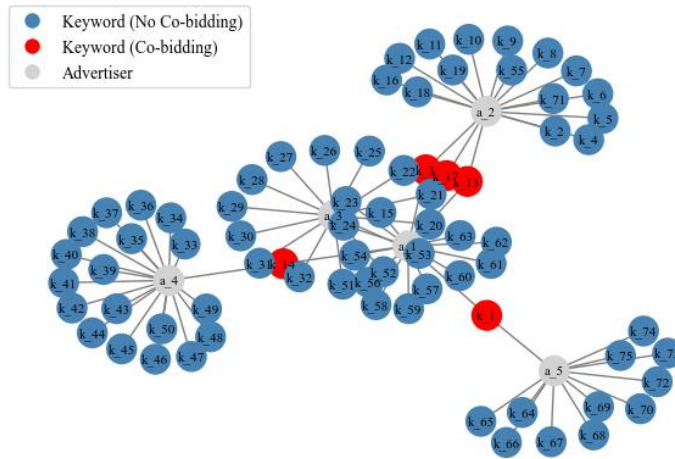 Keyword (No Co-bidding)
Keyword (Co-bidding)
Advertiser
k_10
k_9
k_11
k_8
k_12
k_19
k_55
k_7
k_16
k_18
k_71
k_6
a_2
k_5
k_2
k_4
k_26
k_25
k_27
k_22
k_17
k_13
k_28
k_23
k_21
k_29
k_15
a_3
k_20
k_24
k_30
k_63
k_62
a_1
k_53
k_54
k_31
k_14
k_61
k_32
k_52
k_60
k_56
k_51
k_57
k_58
k_59
k_37
k_36
k_34
k_38
k_35
k_33
k_40
k_39
a_4
k_41
k_42
k_43
k_49
k_44
k_50
k_48
k_45
k_46
k_47
k_1
k_74
k_75
k_72
a_5
k_64
k_69
k_70
k_65
k_68
k_66
k_67